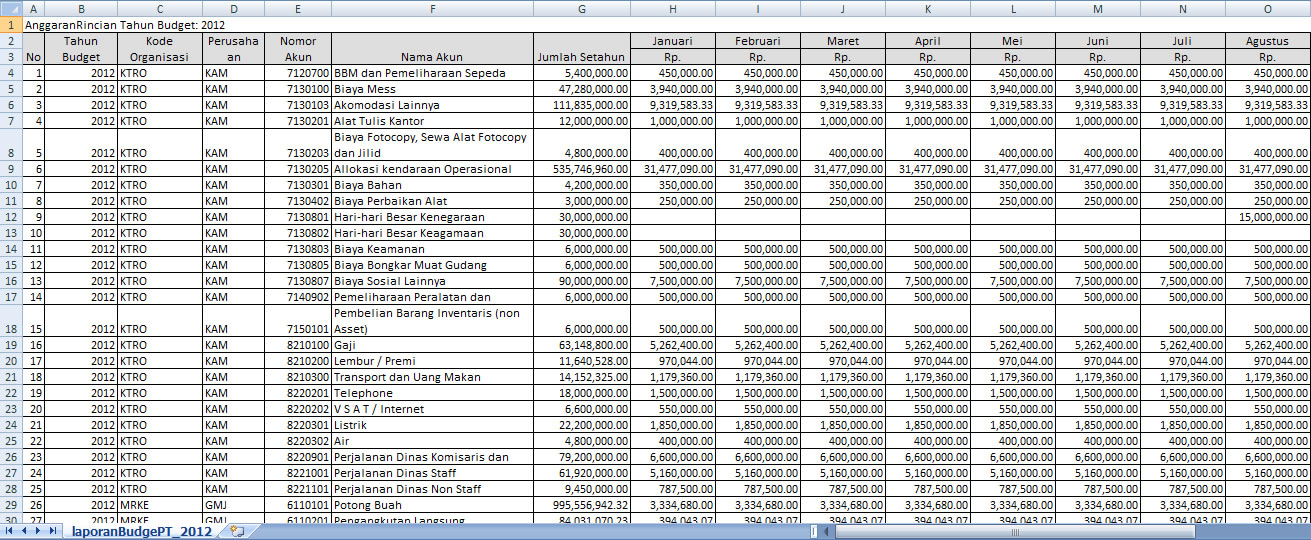 A B C D E F G H I J K L M N O
1 AnggaranRincian Tahun Budget: 2012
2 Tahun Kode Perusaha Nomor Januari Februari Maret April Mei Juni Juli Agustus
3 No Budget Organisasi an Akun Nama Akun Jumlah Setahun Rp. Rp. Rp. Rp. Rp. Rp. Rp. Rp.
4 1 2012 KTRO KAM 7120700 BBM dan Pemeliharaan Sepeda 5,400,000.00 450,000.00 450,000.00 450,000.00 450,000.00 450,000.00 450,000.00 450,000.00 450,000.00
5 2 2012 KTRO KAM 7130100 Biaya Mess 47,280,000.00 3,940,000.00 3,940,000.00 3,940,000.00 3,940,000.00 3,940,000.00 3,940,000.00 3,940,000.00 3,940,000.00
6 3 2012 KTRO KAM 7130103 Akomodasi Lainnya 111,835,000.00 9,319,583.33 9,319,583.33 9,319,583.33 9,319,583.33 9,319,583.33 9,319,583.33 9,319,583.33 9,319,583.33
7 4 2012 KTRO KAM 7130201 Alat Tulis Kantor 12,000,000.00 1,000,000.00 1,000,000.00 1,000,000.00 1,000,000.00 1,000,000.00 1,000,000.00 1,000,000.00 1,000,000.00
Biaya Fotocopy, Sewa Alat Fotocopy
8 5 2012 KTRO KAM 7130203 dan Jilid 4,800,000.00 400,000.00 400,000.00 400,000.00 400,000.00 400,000.00 400,000.00 400,000.00 400,000.00
9 6 2012 KTRO KAM 7130205 Allokasi kendaraan Operasional 535,746,960.00 31,477,090.00 31,477,090.00 31,477,090.00 31,477,090.00 31,477,090.00 31,477,090.00 31,477,090.00 31,477,090.00
10 7 2012 KTRO KAM 7130301 Biaya Bahan 4,200,000.00 350,000.00 350,000.00 350,000.00 350,000.00 350,000.00 350,000.00 350,000.00 350,000.00
11 8 2012 KTRO KAM 7130402 Biaya Perbaikan Alat 3,000,000.00 250,000.00 250,000.00 250,000.00 250,000.00 250,000.00 250,000.00 250,000.00 250,000.00
12 9 2012 KTRO KAM 7130801 Hari-hari Besar Kenegaraan 30,000,000.00 15,000,000.00
13 10 2012 KTRO KAM 7130802 Hari-hari Besar Keagamaan 30,000,000.00
14 11 2012 KTRO KAM 7130803 Biaya Keamanan 6,000,000.00 500,000.00 500,000.00 500,000.00 500,000.00 500,000.00 500,000.00 500,000.00 500,000.00
15 12 2012 KTRO KAM 7130805 Biaya Bongkar Muat Gudang 6,000,000.00 500,000.00 500,000.00 500,000.00 500,000.00 500,000.00 500,000.00 500,000.00 500,000.00
16 13 2012 KTRO KAM 7130807 Biaya Sosial Lainnya 90,000,000.00 7,500,000.00 7,500,000.00 7,500,000.00 7,500,000.00 7,500,000.00 7,500,000.00 7,500,000.00 7,500,000.00
17 14 2012 KTRO KAM 7140902 Pemeliharaan Peralatan dan 6,000,000.00 500,000.00 500,000.00 500,000.00 500,000.00 500,000.00 500,000.00 500,000.00 500,000.00
Pembelian Barang Inventaris (non
18 15 2012 KTRO KAM 7150101 Asset) 6,000,000.00 500,000.00 500,000.00 500,000.00 500,000.00 500,000.00 500,000.00 500,000.00 500,000.00
19 16 2012 KTRO KAM 8210100 Gaji 63,148,800.00 5,262,400.00 5,262,400.00 5,262,400.00 5,262,400.00 5,262,400.00 5,262,400.00 5,262,400.00 5,262,400.00
20 17 2012 KTRO KAM 8210200 Lembur / Premi 11,640,528.00 970,044.00 970,044.00 970,044.00 970,044.00 970,044.00 970,044.00 970,044.00 970,044.00
21 18 2012 KTRO KAM 8210300 Transport dan Uang Makan 14,152,325.00 1,179,360.00 1,179,360.00 1,179,360.00 1,179,360.00 1,179,360.00 1,179,360.00 1,179,360.00 1,179,360.00
22 19 2012 KTRO KAM 8220201 Telephone 18,000,000.00 1,500,000.00 1,500,000.00 1,500,000.00 1,500,000.00 1,500,000.00 1,500,000.00 1,500,000.00 1,500,000.00
23 20 2012 KTRO KAM 8220202 V S A T / Internet 6,600,000.00 550,000.00 550,000.00 550,000.00 550,000.00 550,000.00 550,000.00 550,000.00 550,000.00
24 21 2012 KTRO KAM 8220301 Listrik 22,200,000.00 1,850,000.00 1,850,000.00 1,850,000.00 1,850,000.00 1,850,000.00 1,850,000.00 1,850,000.00 1,850,000.00
25 22 2012 KTRO KAM 8220302 Air 4,800,000.00 400,000.00 400,000.00 400,000.00 400,000.00 400,000.00 400,000.00 400,000.00 400,000.00
26 23 2012 KTRO KAM 8220901 Perjalanan Dinas Komisaris dan 79,200,000.00 6,600,000.00 6,600,000.00 6,600,000.00 6,600,000.00 6,600,000.00 6,600,000.00 6,600,000.00 6,600,000.00
27 24 2012 KTRO KAM 8221001 Perjalanan Dinas Staff 61,920,000.00 5,160,000.00 5,160,000.00 5,160,000.00 5,160,000.00 5,160,000.00 5,160,000.00 5,160,000.00 5,160,000.00
28 25 2012 KTRO KAM 8221101 Perjalanan Dinas Non Staff 9,450,000.00 787,500.00 787,500.00 787,500.00 787,500.00 787,500.00 787,500.00 787,500.00 787,500.00
29 26 2012 MRKE GMJ 6110101 Potong Buah 995,556,942.32 3,334,680.00 3,334,680.00 3,334,680.00 3,334,680.00 3,334,680.00 3,334,680.00 3,334,680.00 3,334,680.00
30 27 2012 MRKE GMJ 6110201 Pengangkutan Langsung 84,031,070.23 394,043.07 394,043.07 394,043.07 394,043.07 394,043.07 394,043.07 394,043.07 394,043.07
laporanBudgePT_2012